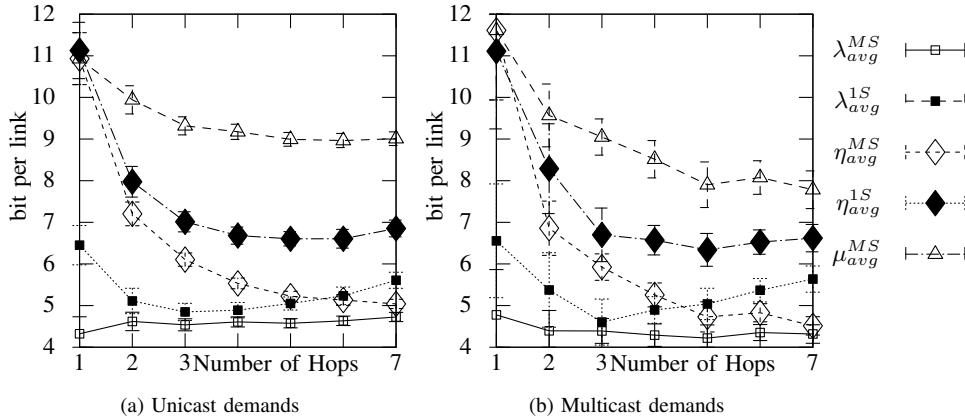 12
11
10
9
8
7
6
5
4
bit per link
1 2 3 Number of Hops 7
(a) Unicast demands
12
11
10
9
8
7
6
5
4
bit per link
1 2 3 Number of Hops 7
(b) Multicast demands
λ^{MS}_{avg}
λ^{1S}_{avg}
η^{MS}_{avg}
η^{1S}_{avg}
μ^{MS}_{avg}